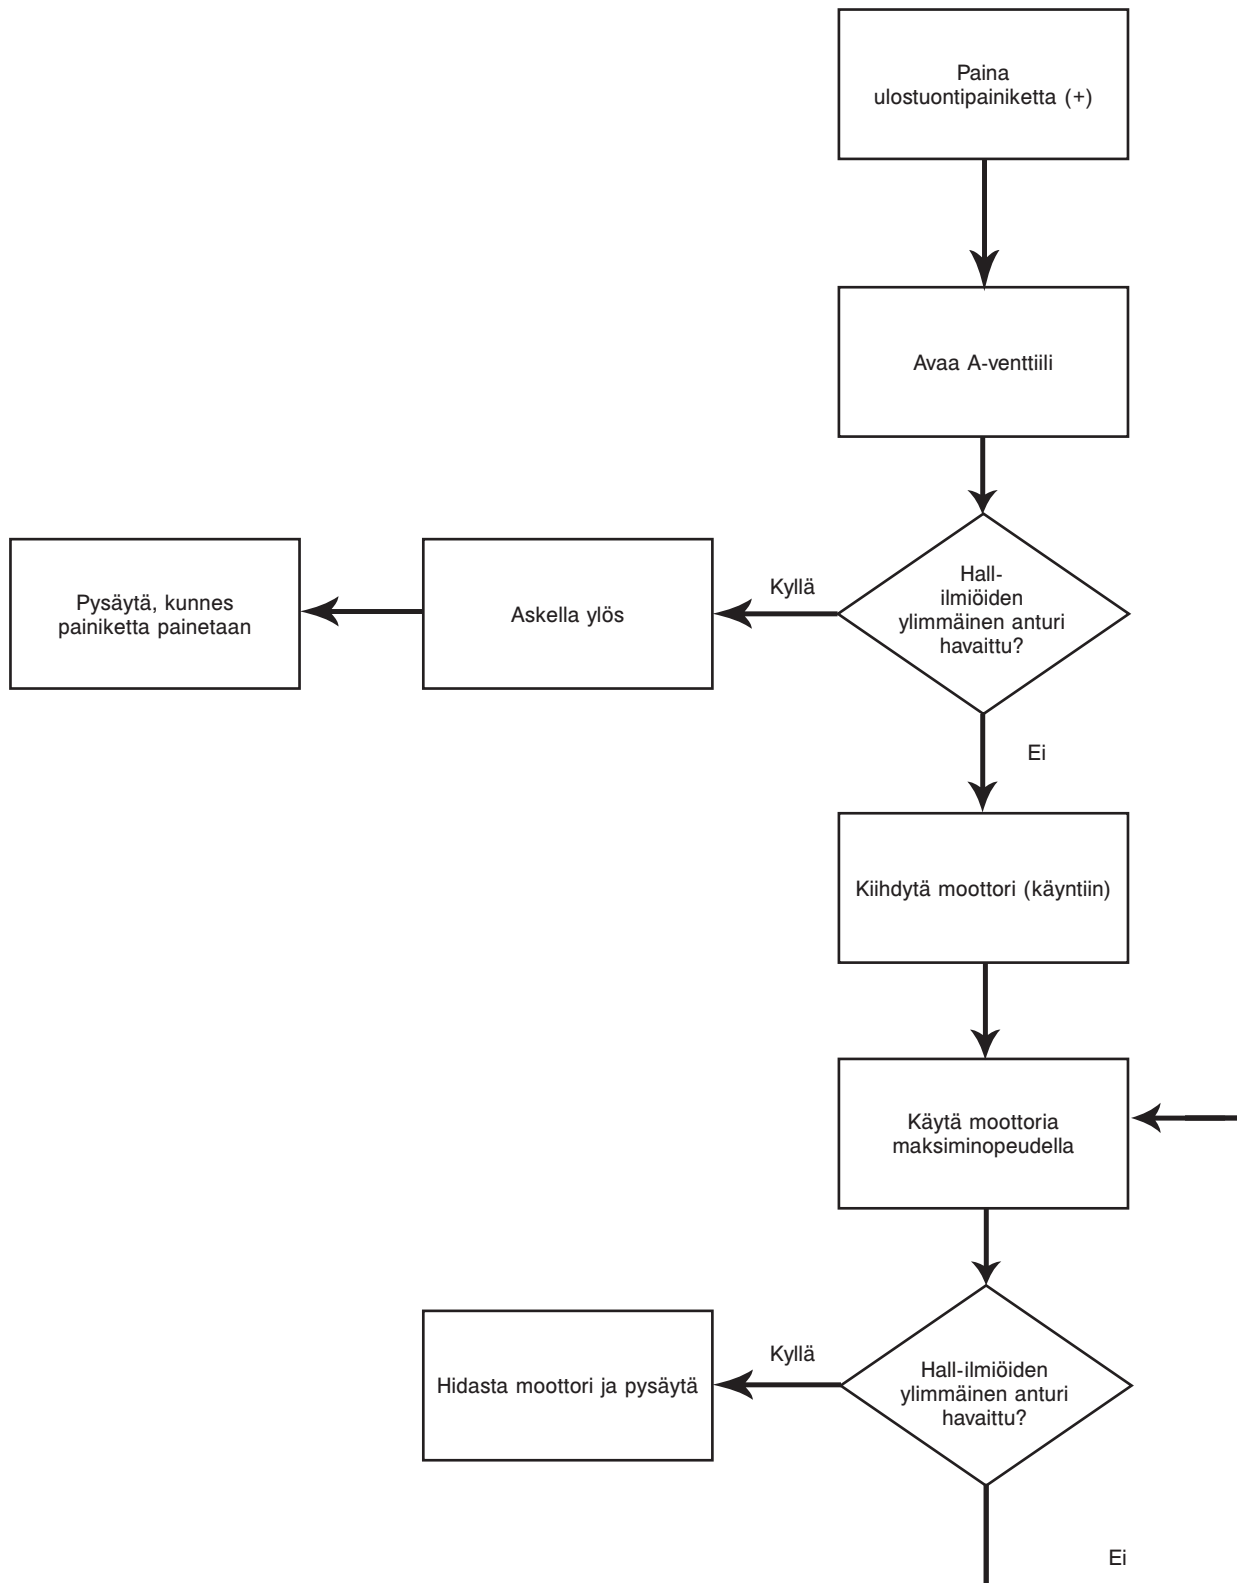 Paina
ulostuontipainiketta (+)
Avaa A-venttiili
Hall-
ilmiöiden
ylimmäinen anturi
havaittu?
Kyllä
Askella ylös
Pysäytä, kunnes
painiketta painetaan
Ei
Kiihdytä moottori (käyntiin)
Käytä moottoria
maksiminopeudella
Hall-ilmiöiden
ylimmäinen anturi
havaittu?
Kyllä
Hidasta moottori ja pysäytä
Ei